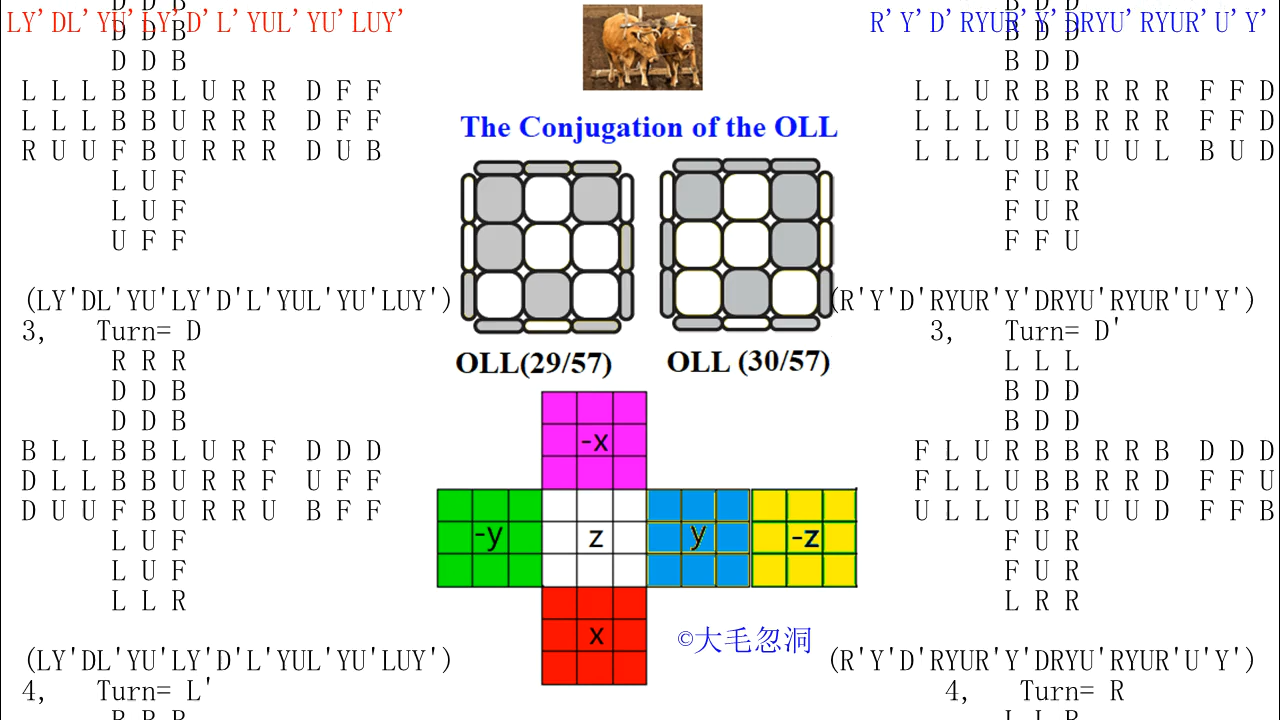 LY'DL'YU'LY'D'L'YUL'YU'LUY'
D D B
D D B
L L L B B L U R R D F F
L L L B B U R R R D F F
R U U F B U R R R D U B
L U F
L U F
U F F
(LY'DL'YU'LY'D'L'YUL'YU'LUY')
3, Turn= D
R R R
D D B
D D B
B L L B B L U R F D D D
D L L B B U R R F U F F
D U U F B U R R U B F F
L U F
L U F
L L R
(LY'DL'YU'LY'D'L'YUL'YU'LUY')
4, Turn= L'
The Conjugation of the OLL
OLL(29/57)
OLL (30/57)
-x
-y z y -z
x
©大毛忽洞
R'Y'D'RYUR'Y'DRYU'RYUR'U'Y'
B D D
B D D
L L U R B B R R R F F D
L L L U B B R R R F F D
L L L U B F U U L B U D
F U R
F U R
F F U
(R'Y'D'RYUR'Y'DRYU'RYUR'U'Y')
3, Turn= D'
L L L
B D D
B D D
F L U R B B R R B D D D
F L L U B B R R D F F U
U L L U B F U U D F F B
F U R
F U R
L R R
(R'Y'D'RYUR'Y'DRYU'RYUR'U'Y')
4, Turn= R